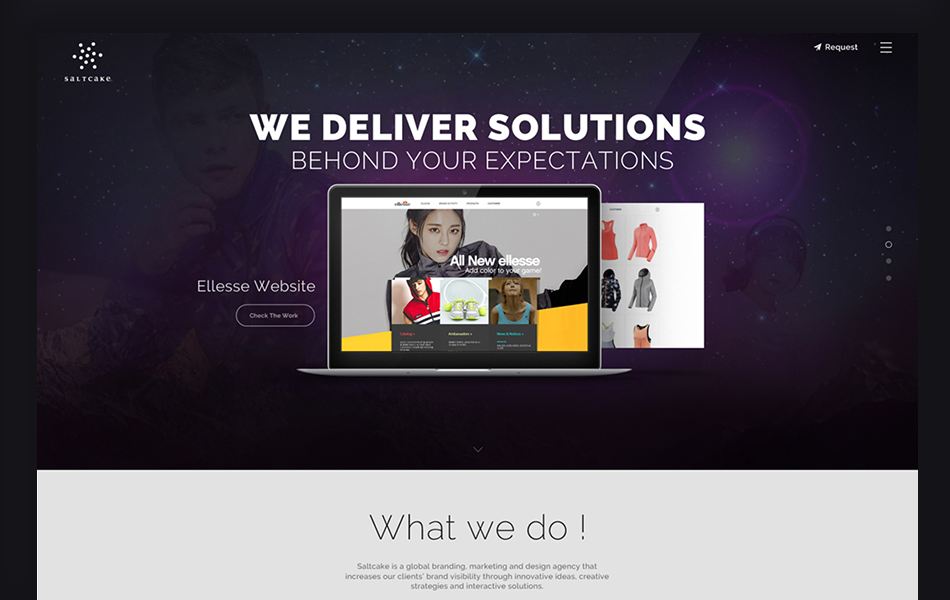 SALTCAKE
Request
WE DELIVER SOLUTIONS
BEHOND YOUR EXPECTATIONS
ellesse
All New ellesse
Add color to your game!
Ellesse Website
Check The Work
What we do !
Saltcake is a global branding, marketing and design agency that
increases our clients' brand visibility through innovative ideas, creative
strategies and interactive solutions.